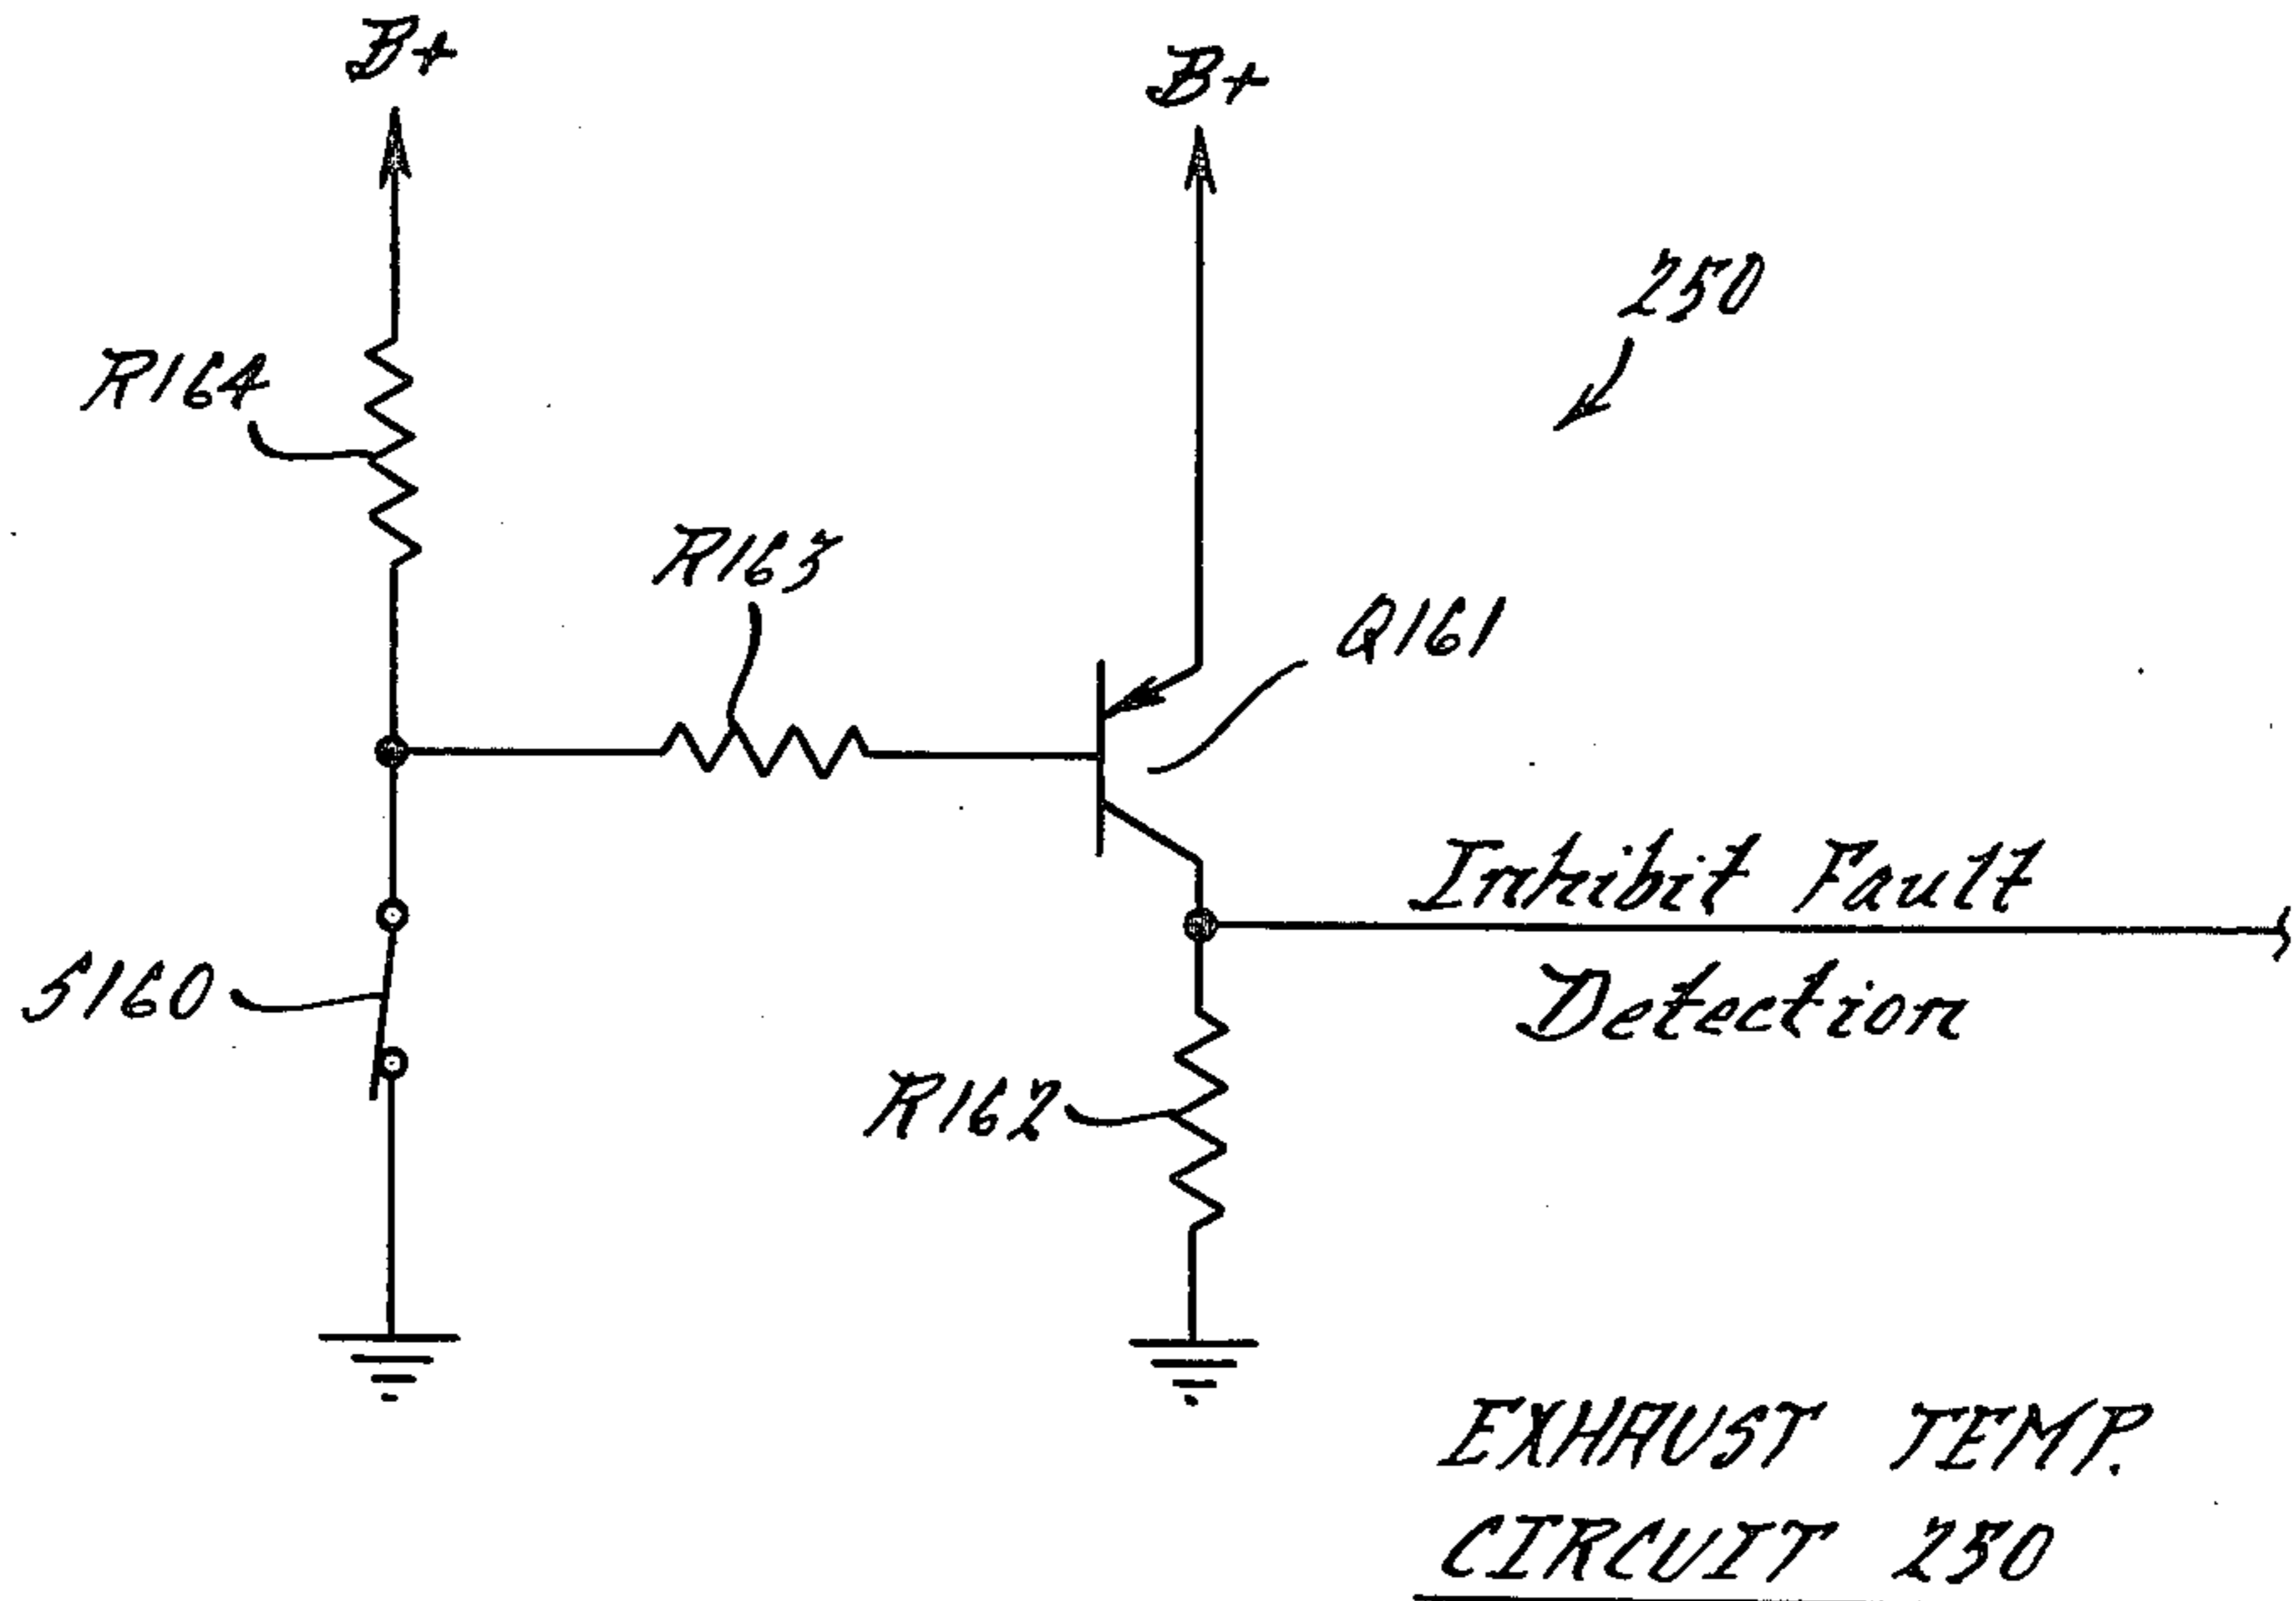 B+
B+
250
R164
R163
Q161
Inhibit Fault
Detection
S160
R162
EXHAUST TEMP.
CIRCUIT 250